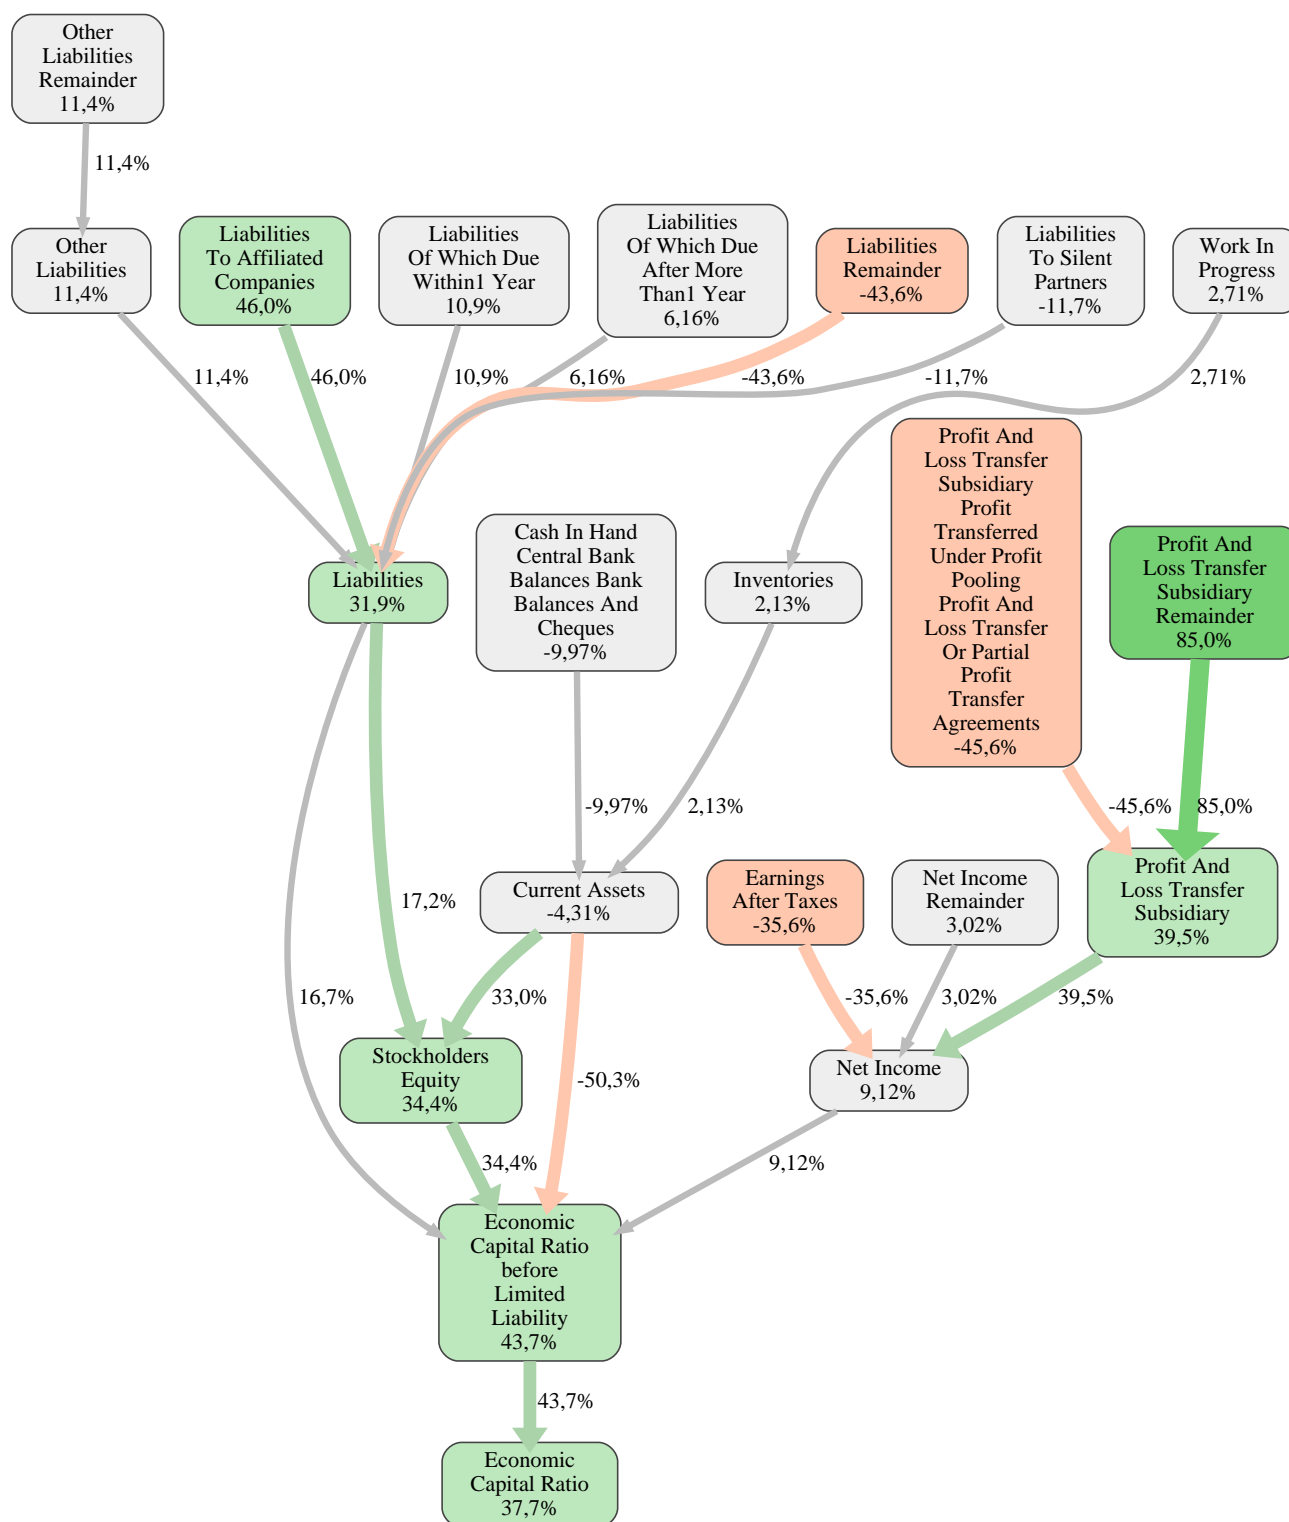 Other
Liabilities
Remainder
11,4%
11,4%
Other
Liabilities
11,4%
Liabilities
To Affiliated
Companies
46,0%
Liabilities
Of Which Due
Within1 Year
10,9%
Liabilities
Of Which Due
After More
Than1 Year
6,16%
Liabilities
Remainder
-43,6%
Liabilities
To Silent
Partners
-11,7%
Work In
Progress
2,71%
11,4%
46,0%
10,9%
6,16%
-43,6%
-11,7%
2,71%
Profit And
Loss Transfer
Subsidiary
Profit
Transferred
Under Profit
Pooling
Profit And
Loss Transfer
Or Partial
Profit
Transfer
Agreements
-45,6%
Cash In Hand
Central Bank
Balances Bank
Balances And
Cheques
-9,97%
Profit And
Loss Transfer
Subsidiary
Remainder
85,0%
Liabilities
31,9%
Inventories
2,13%
-9,97%
2,13%
-45,6%
85,0%
17,2%
Current Assets
-4,31%
Earnings
After Taxes
-35,6%
Net Income
Remainder
3,02%
Profit And
Loss Transfer
Subsidiary
39,5%
16,7%
33,0%
-35,6%
3,02%
39,5%
Stockholders
Equity
34,4%
-50,3%
Net Income
9,12%
34,4%
9,12%
Economic
Capital Ratio
before
Limited
Liability
43,7%
43,7%
Economic
Capital Ratio
37,7%